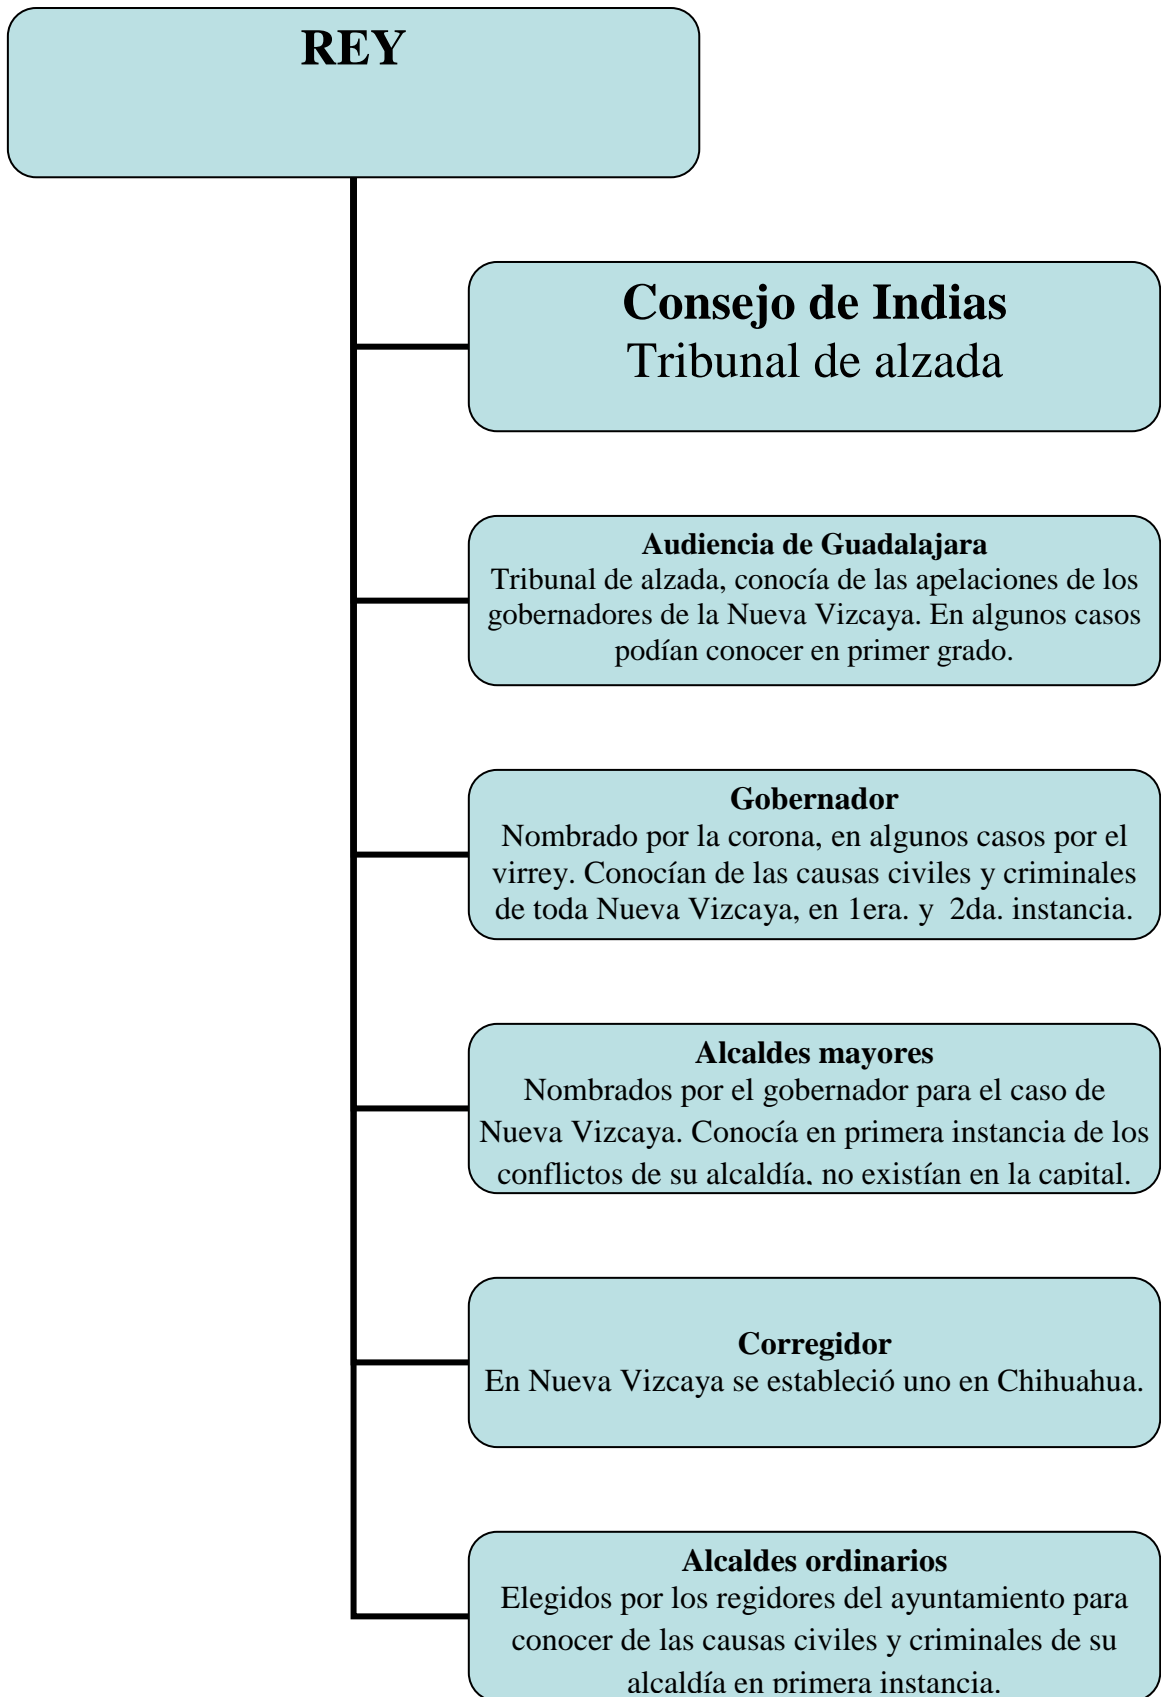 REY
Consejo de Indias
Tribunal de alzada
Audiencia de Guadalajara
Tribunal de alzada, conocía de las apelaciones de los
gobernadores de la Nueva Vizcaya. En algunos casos
podían conocer en primer grado.
Gobernador
Nombrado por la corona, en algunos casos por el
virrey. Conocían de las causas civiles y criminales
de toda Nueva Vizcaya, en 1era. y 2da. instancia.
Alcaldes mayores
Nombrados por el gobernador para el caso de
Nueva Vizcaya. Conocía en primera instancia de los
conflictos de su alcaldía, no existían en la capital.
Corregidor
En Nueva Vizcaya se estableció uno en Chihuahua.
Alcaldes ordinarios
Elegidos por los regidores del ayuntamiento para
conocer de las causas civiles y criminales de su
alcaldía en primera instancia.